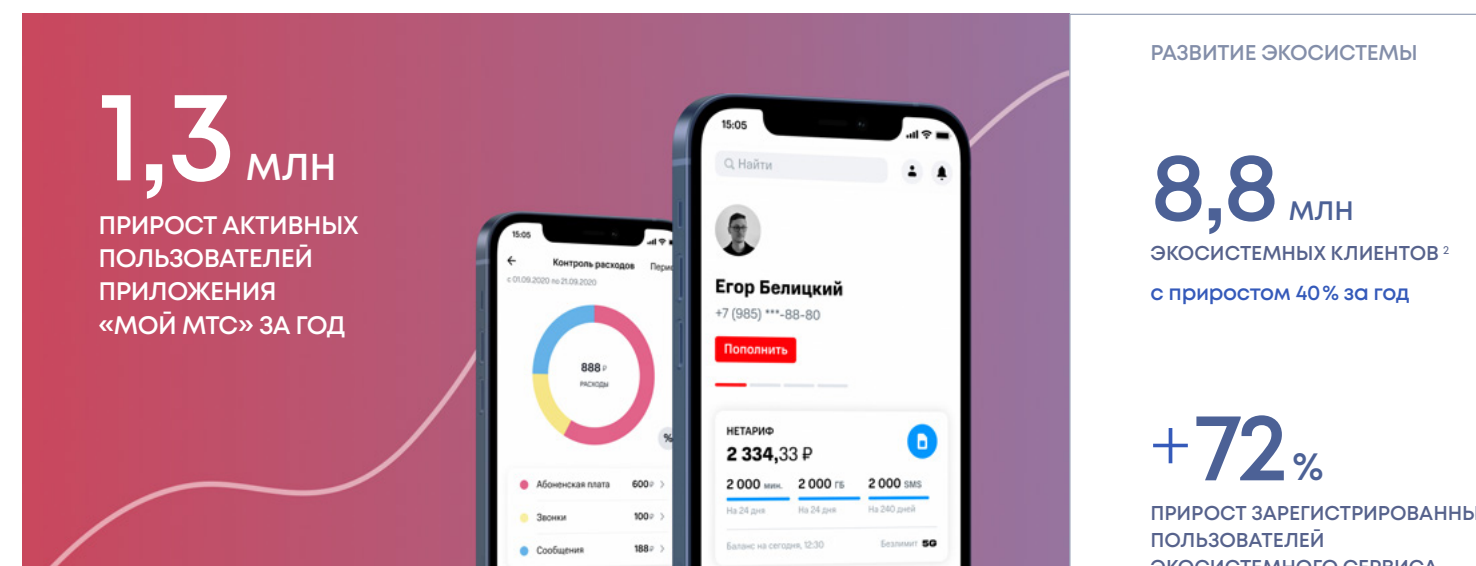 1,3 МЛН
ПРИРОСТ АКТИВНЫХ
ПОЛЬЗОВАТЕЛЕЙ
ПРИЛОЖЕНИЯ
«МОЙ МТС» ЗА ГОД
15:05
Контроль расходов
с 01.09.2020 по 21.09.2020
888 ₽
РАСХОДЫ
%
Абоненская плата 600 ₽
Звонки 100 ₽
Сообщения 188 ₽
15:05
Найти
Егор Белицкий
+7 (985) ***-88-80
Пополнить
НЕТАРИФ
2 334,33 ₽
2 000 мин. 2 000 ГБ 2 000 SMS
На 24 дня На 24 дня На 240 дней
Баланс на сегодня, 12:30 Безлимит 5G
РАЗВИТИЕ ЭКОСИСТЕМЫ
8,8 МЛН
ЭКОСИСТЕМНЫХ КЛИЕНТОВ 2
с приростом 40% за год
+72 %
ПРИРОСТ
ПОЛЬЗОВАТЕЛЕЙ
ЭКОСИСТЕМНОГО СЕРВИСА